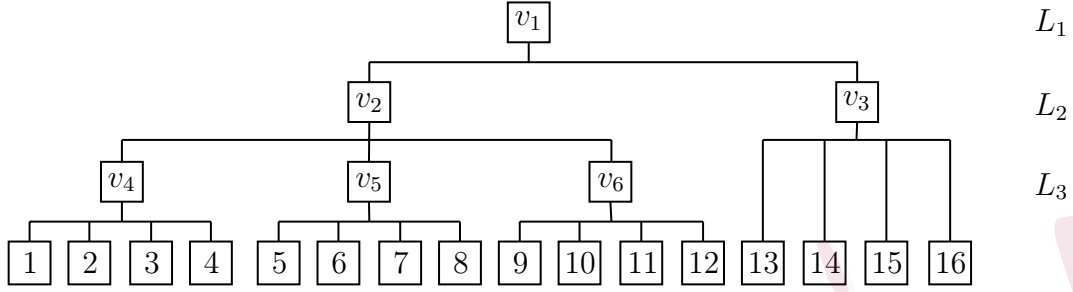 v₁ L₁
v₂ v₃ L₂
v₄ v₅ v₆ L₃
1 2 3 4 5 6 7 8 9 10 11 12 13 14 15 16